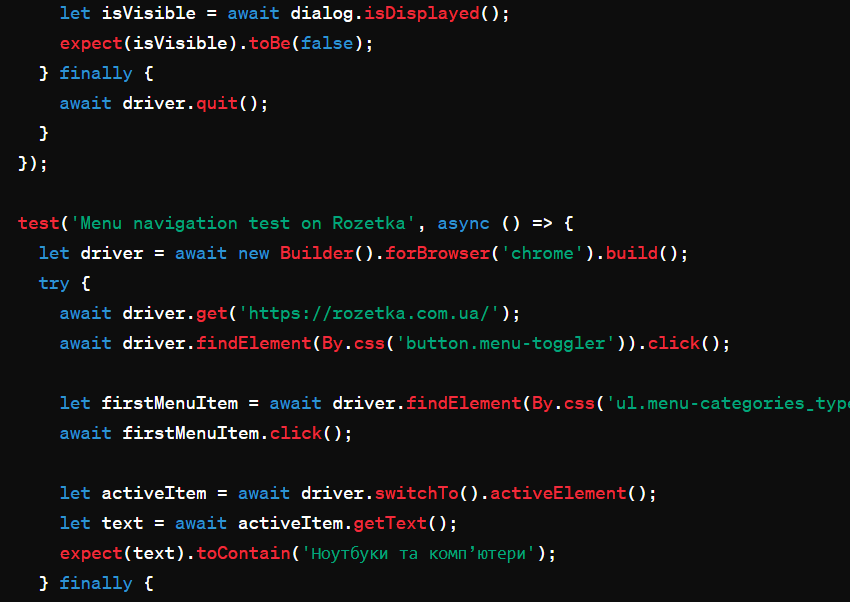 let isVisible = await dialog.isDisplayed();
expect(isVisible).toBe(false);
} finally {
await driver.quit();
}
});
test('Menu navigation test on Rozetka', async () => {
let driver = await new Builder().forBrowser('chrome').build();
try {
await driver.get('https://rozetka.com.ua/');
await driver.findElement(By.css('button.menu-toggler')).click();
let firstMenuItem = await driver.findElement(By.css('ul.menu-categories_type
await firstMenuItem.click();
let activeItem = await driver.switchTo().activeElement();
let text = await activeItem.getText();
expect(text).toContain('Ноутбуки та комп’ютери');
} finally {